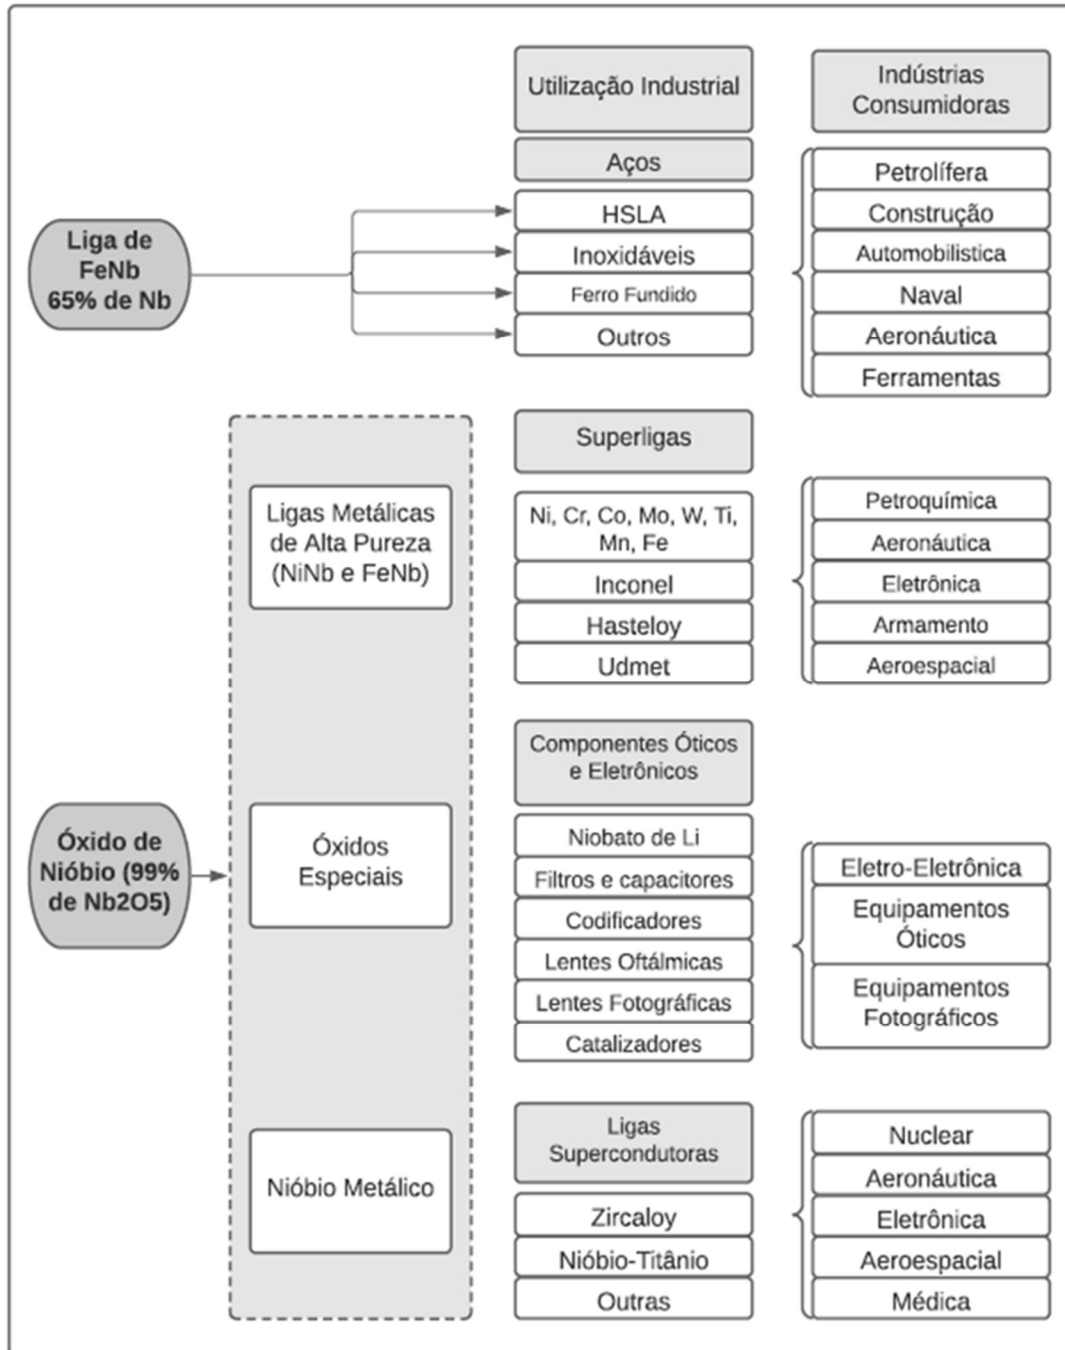 Utilização Industrial
Indústrias
Consumidoras
Liga de
FeNb
65% de Nb
Aços
HSLA
Inoxidáveis
Ferro Fundido
Outros
Petrolífera
Construção
Automobilistica
Naval
Aeronáutica
Ferramentas
Óxido de
Nióbio (99%
de Nb2O5)
Ligas Metálicas
de Alta Pureza
(NiNb e FeNb)
Superligas
Ni, Cr, Co, Mo, W, Ti,
Mn, Fe
Inconel
Hasteloy
Udmet
Petroquímica
Aeronáutica
Eletrônica
Armamento
Aeroespacial
Óxidos
Especiais
Componentes Óticos
e Eletrônicos
Niobato de Li
Filtros e capacitores
Codificadores
Lentes Oftálmicas
Lentes Fotográficas
Catalizadores
Eletro-Eletrônica
Equipamentos
Óticos
Equipamentos
Fotográficos
Nióbio Metálico
Ligas
Supercondutoras
Zircaloy
Nióbio-Titânio
Outras
Nuclear
Aeronáutica
Eletrônica
Aeroespacial
Médica